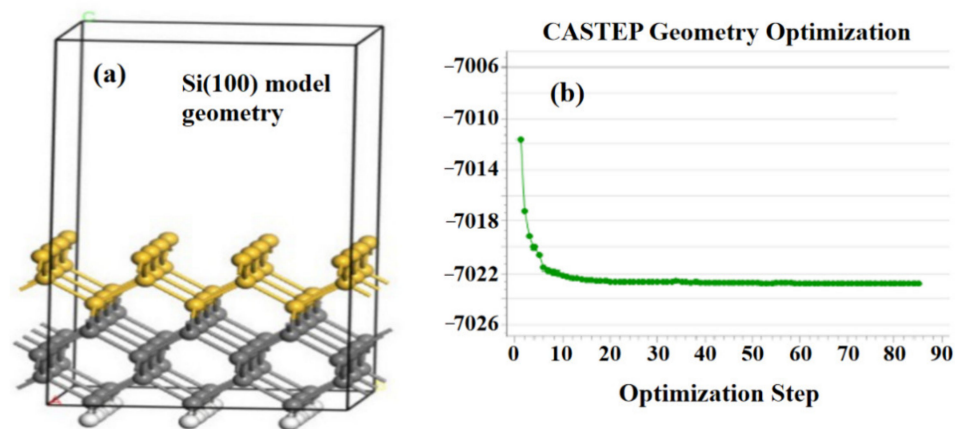 (a)
Si(100) model
geometry
C
A
CASTEP Geometry Optimization
(b)
−7006
−7010
−7014
−7018
−7022
−7026
0 10 20 30 40 50 60 70 80 90
Optimization Step